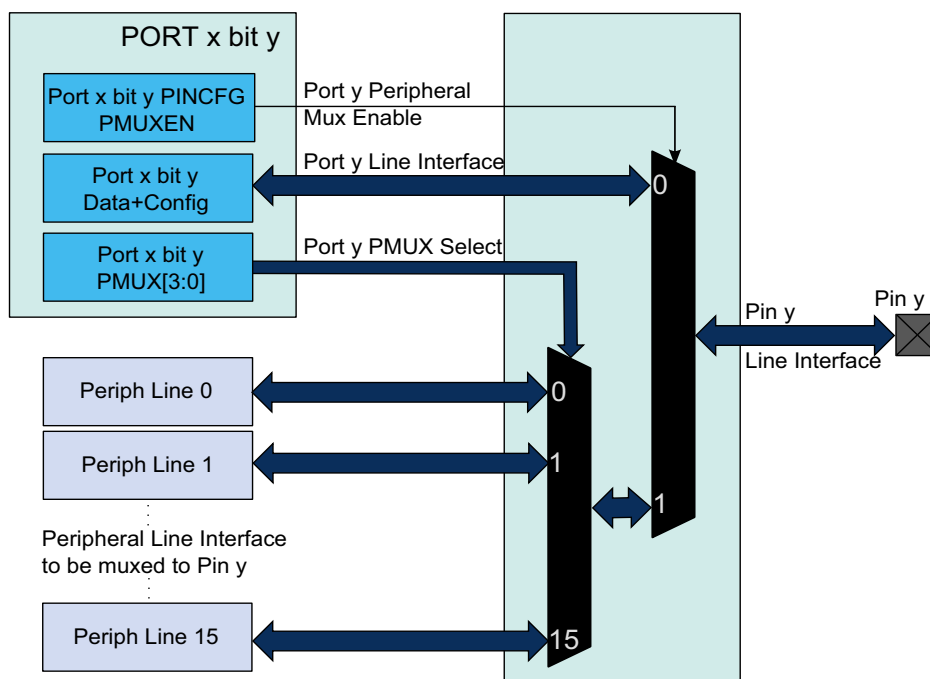 PORT x bit y
Port x bit y PINCFG
PMUXEN
Port y Peripheral
Mux Enable
Port x bit y
Data+Config
Port y Line Interface
0
Port x bit y
PMUX[3:0]
Port y PMUX Select
Pin y
Line Interface
Pin y
Periph Line 0
0
Periph Line 1
1
1
Peripheral Line Interface
to be muxed to Pin y
Periph Line 15
15